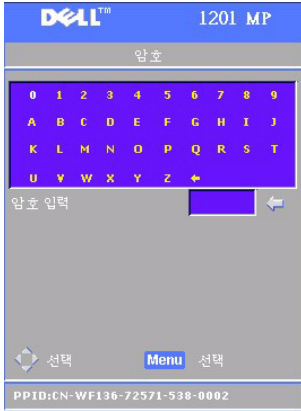 DELL™ 1201 MP
암호
0 1 2 3 4 5 6 7 8 9
A B C D E F G H I J
K L M N O P Q R S T
U ¥ W X Y Z ←
암호 입력
선택 Menu 선택
PPID:CN-WF136-72571-538-0002